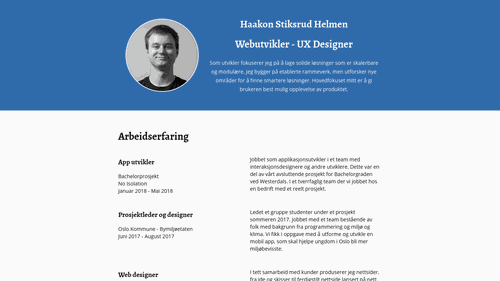 Haakon Stiksrud Helmen
Webutvikler - UX Designer
Som utvikler fokuserer jeg på å lage solide løsninger som er skalerbare
og modulære. Jeg bygger på etablerte rammeverk, men utforsker nye
områder for å finne smartere løsninger. Hovedfokuset mitt er å gi
brukeren best mulig opplevelse av produktet.
Arbeidserfaring
App utvikler
Bachelorprosjekt
No Isolation
Januar 2018 - Mai 2018
Jobbet som applikasjonsutvikler i et team med
interaksjonsdesignere og andre utviklere. Dette var en
del av vårt avsluttende prosjekt for Bachelorgraden
ved Westerdals. I et tverrfaglig team der vi jobbet hos
en bedrift med et reelt prosjekt.
Prosjektleder og designer
Oslo Kommune - Bymiljøetaten
Juni 2017 - August 2017
Ledet et gruppe studenter under et prosjekt
sommeren 2017. Jobbet med et team bestående av
folk med bakgrunn fra programmering og miljø og
klima. Vi fikk i oppgave med å utforme og utvikle en
mobil app, som skal hjelpe ungdom i Oslo bli mer
miljøbevisste.
Web designer
I tett samarbeid med kunder produserer jeg nettsider,
fra ide og skisser til ferdigstilt nettside lansert på nett.